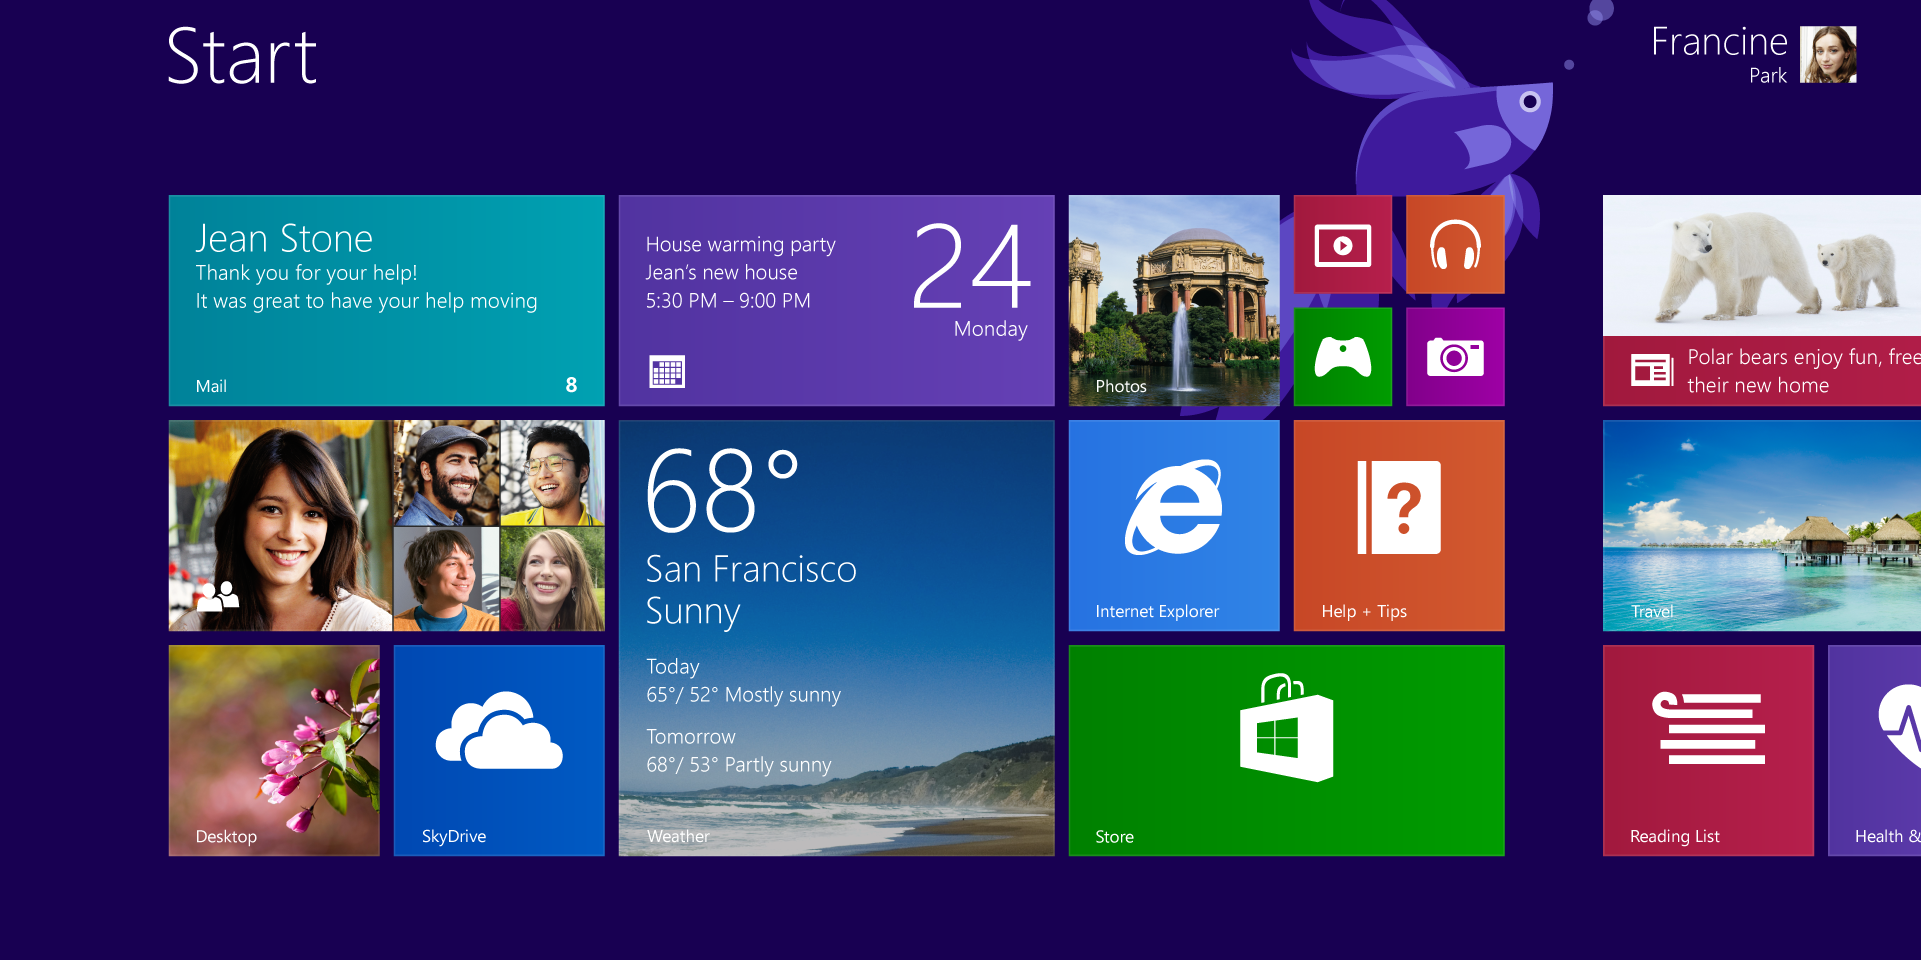 Start
Francine
Park
Jean Stone
Thank you for your help!
It was great to have your help moving
Mail
8
House warming party
Jean's new house
5:30 PM – 9:00 PM
24
Monday
Photos
Polar bears enjoy fun, free
their new home
68°
San Francisco
Sunny
Today
65°/ 52° Mostly sunny
Tomorrow
68°/ 53° Partly sunny
Weather
Internet Explorer
?
Help + Tips
Travel
Desktop
SkyDrive
Store
Reading List
Health &